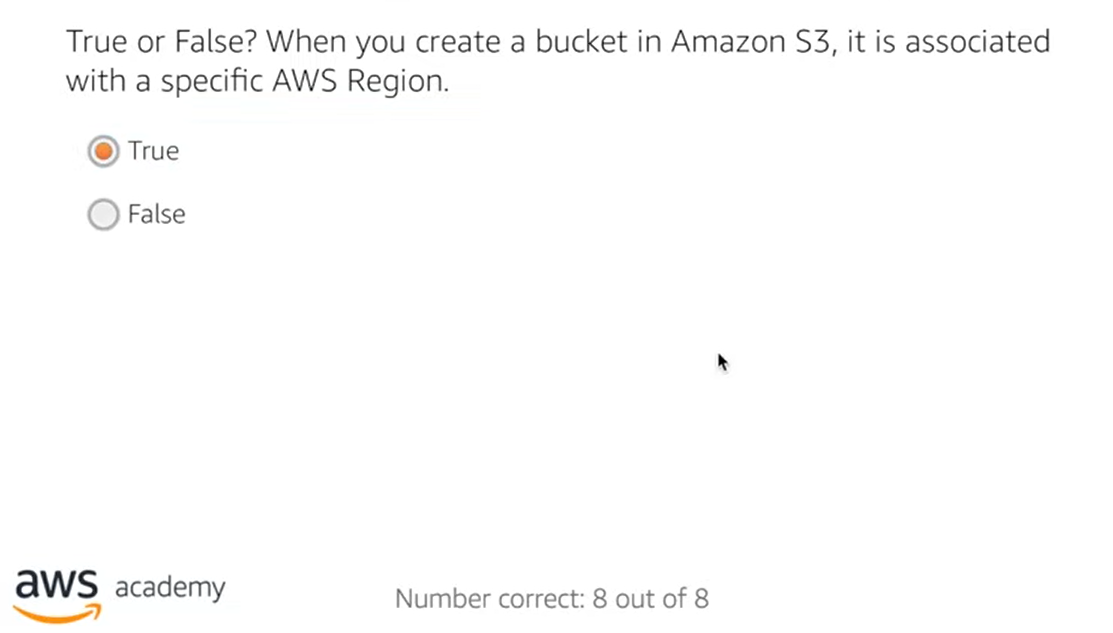 True or False? When you create a bucket in Amazon S3, it is associated
with a specific AWS Region.
True
False
aws academy
Number correct: 8 out of 8